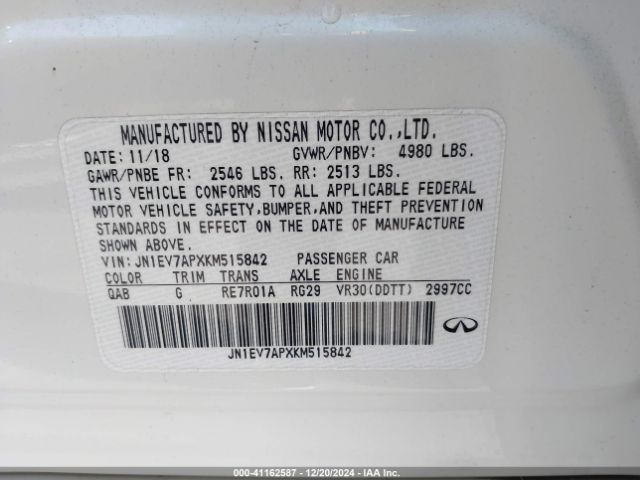 MANUFACTURED BY NISSAN MOTOR CO.,LTD.
DATE: 11/18 GVWR/PNBV: 4980 LBS.
GAWR/PNBE FR: 2546 LBS. RR: 2513 LBS.
THIS VEHICLE CONFORMS TO ALL APPLICABLE FEDERAL
MOTOR VEHICLE SAFETY,BUMPER,AND THEFT PREVENTION
STANDARDS IN EFFECT ON THE DATE OF MANUFACTURE
SHOWN ABOVE.
VIN: JN1EV7APXKM515842 PASSENGER CAR
COLOR TRIM TRANS AXLE ENGINE
QAB G RE7R01A RG29 VR30(DDTT) 2997CC
JN1EV7APXKM515842
000-41162587 - 12/20/2024 - IAAI.COM